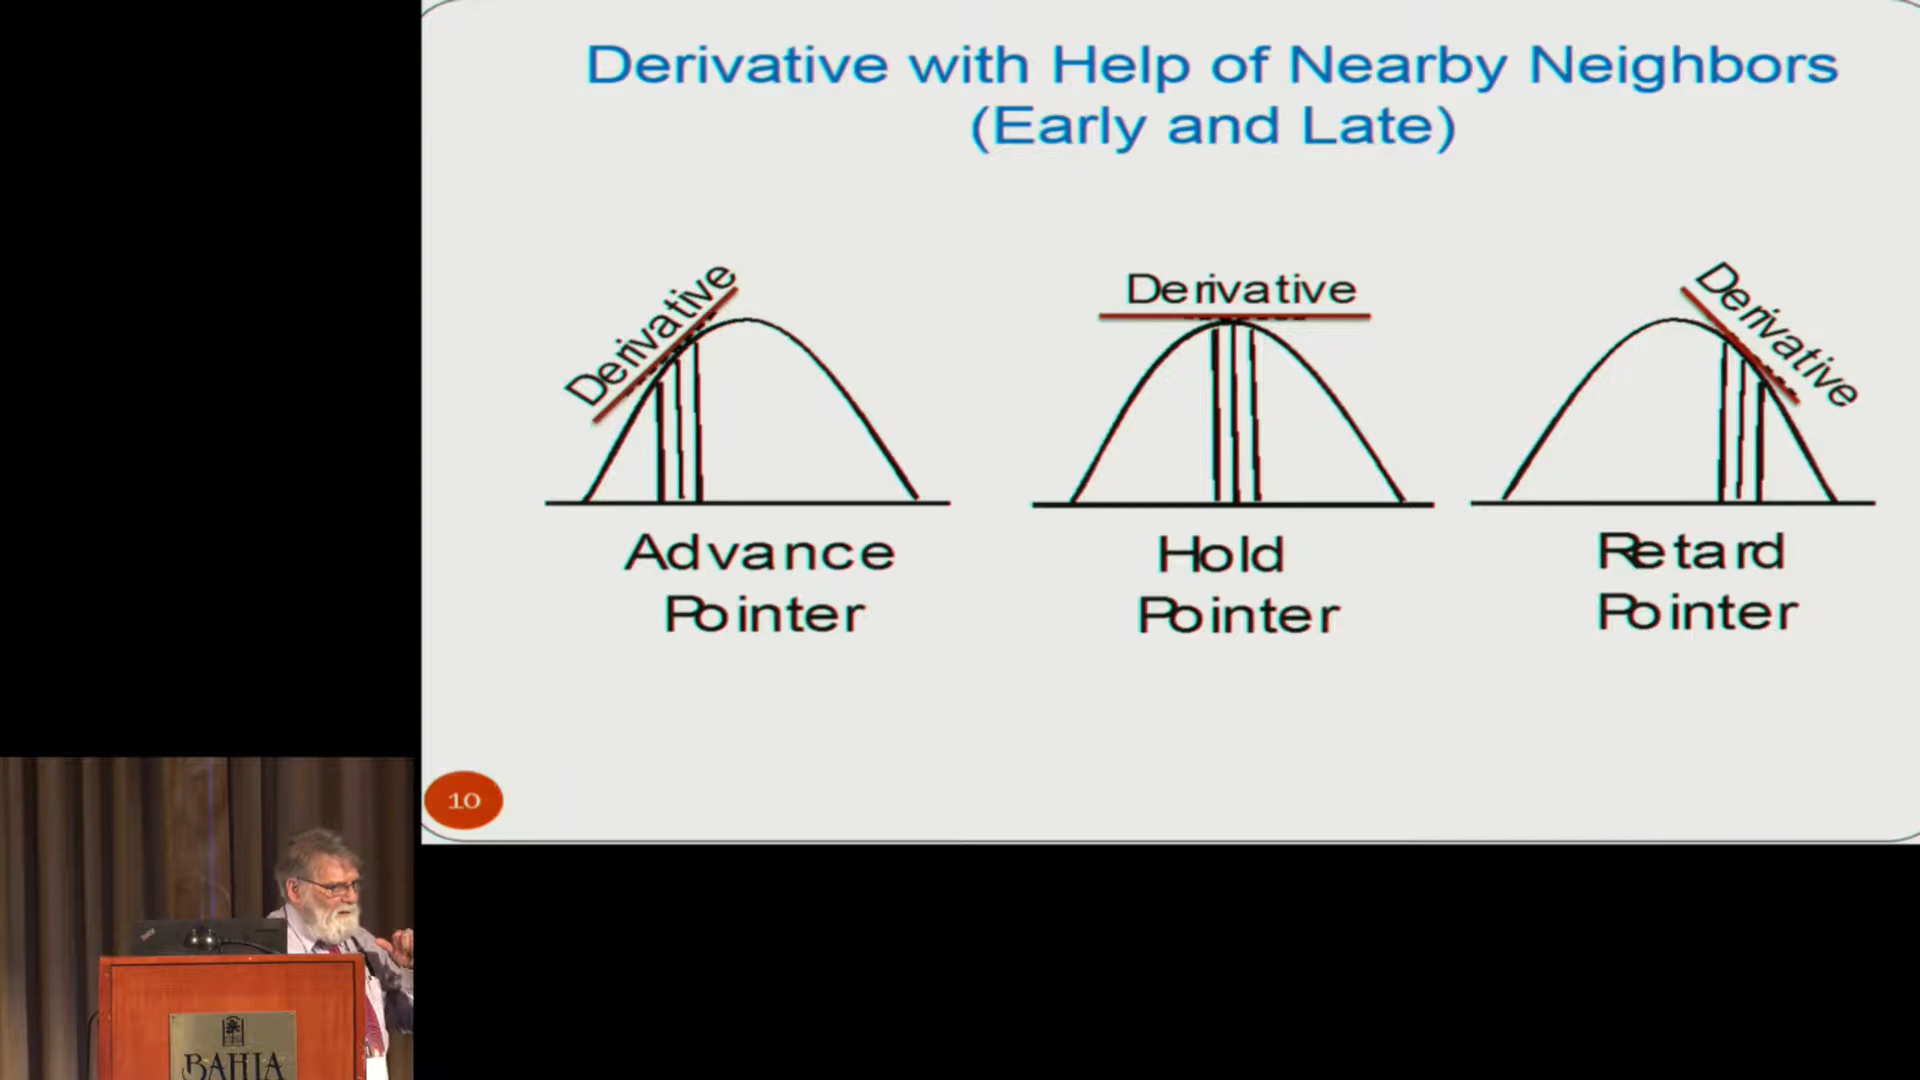 Derivative with Help of Nearby Neighbors
(Early and Late)
Derivative
Derivative
Derivative
Advance
Pointer
Hold
Pointer
Retard
Pointer
10
BAHIA